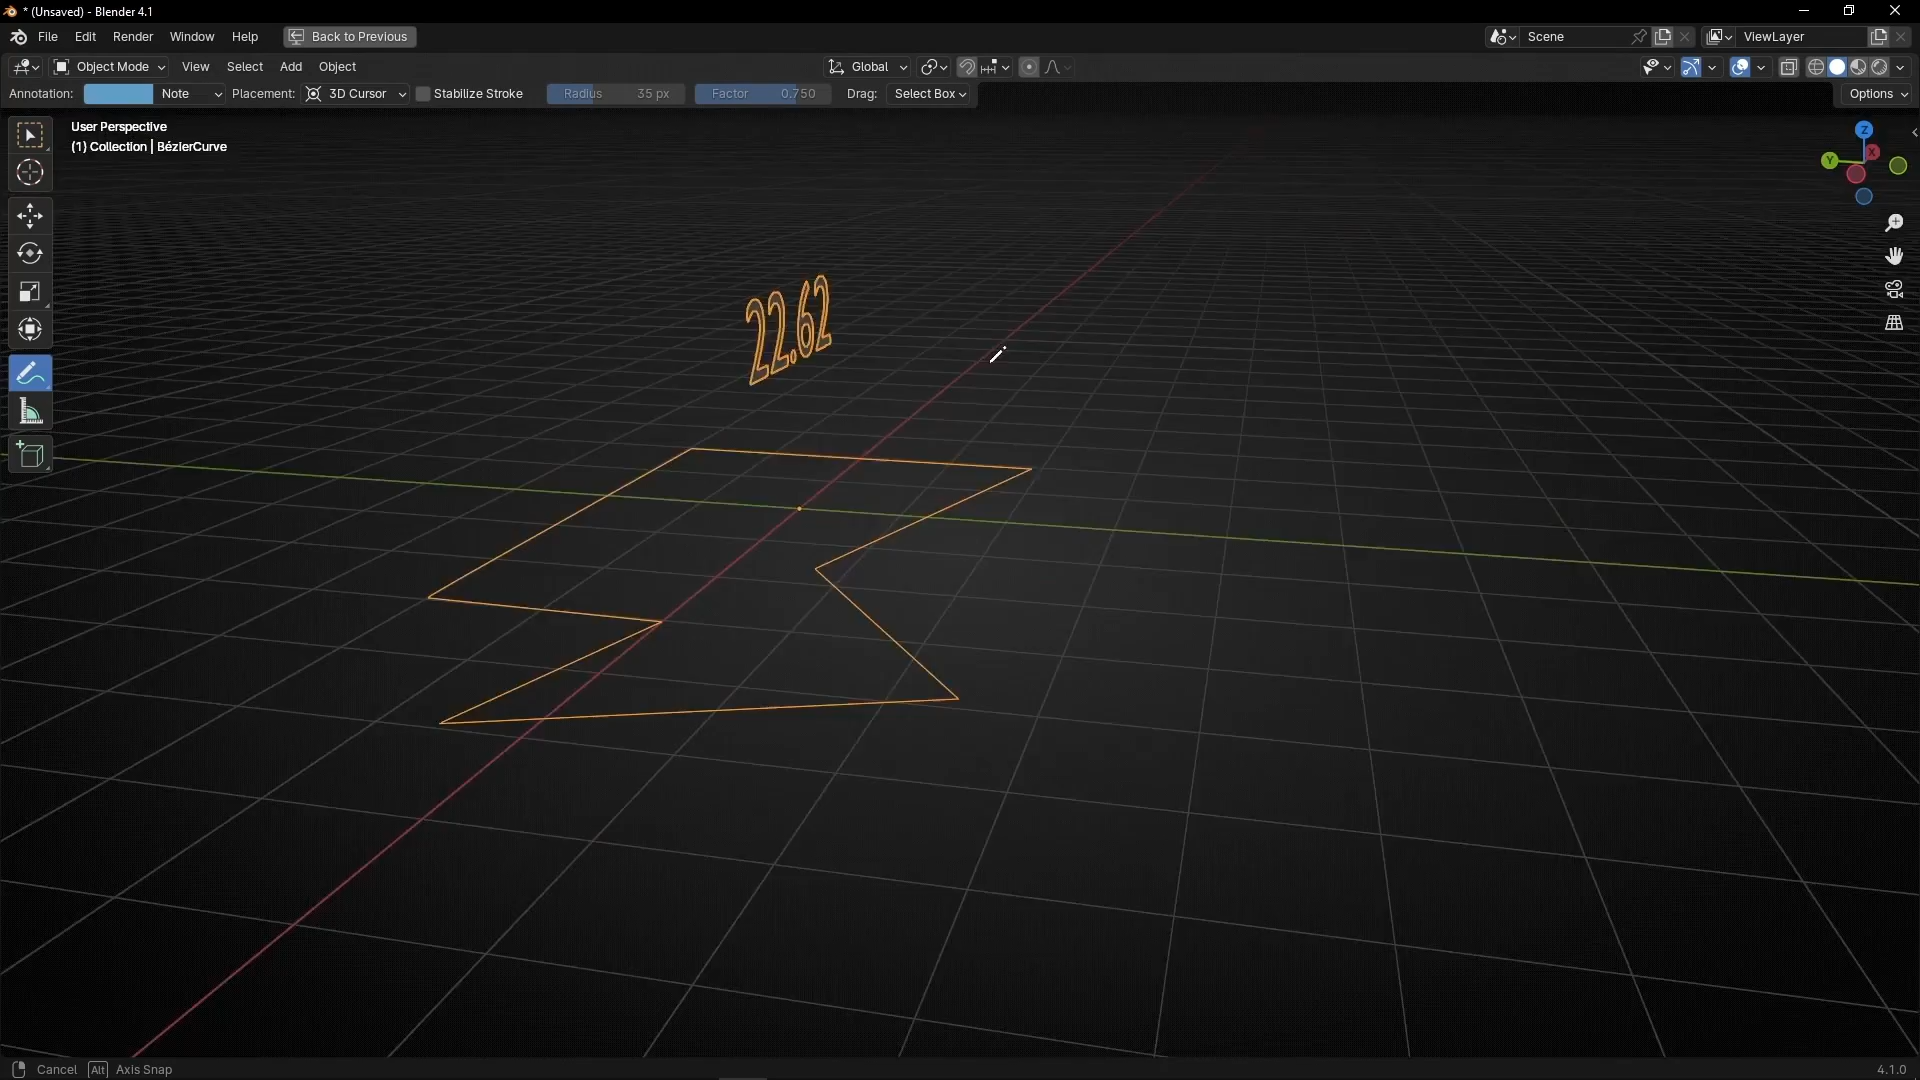 * (Unsaved) - Blender 4.1
File Edit Render Window Help Back to Previous Scene ViewLayer
Object Mode View Select Add Object Global
Annotation: Note Placement: 3D Cursor Stabilize Stroke Radius 35 px Factor 0.750 Drag: Select Box Options
User Perspective
(1) Collection | BézierCurve
Z
Y X
22.62
Cancel Alt Axis Snap 4.1.0